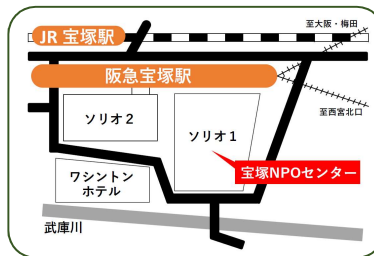 至大阪・梅田
JR 宝塚駅
阪急宝塚駅
至西宮北口
ソリオ2
ソリオ1
宝塚NPOセンター
ワシントン
ホテル
武庫川